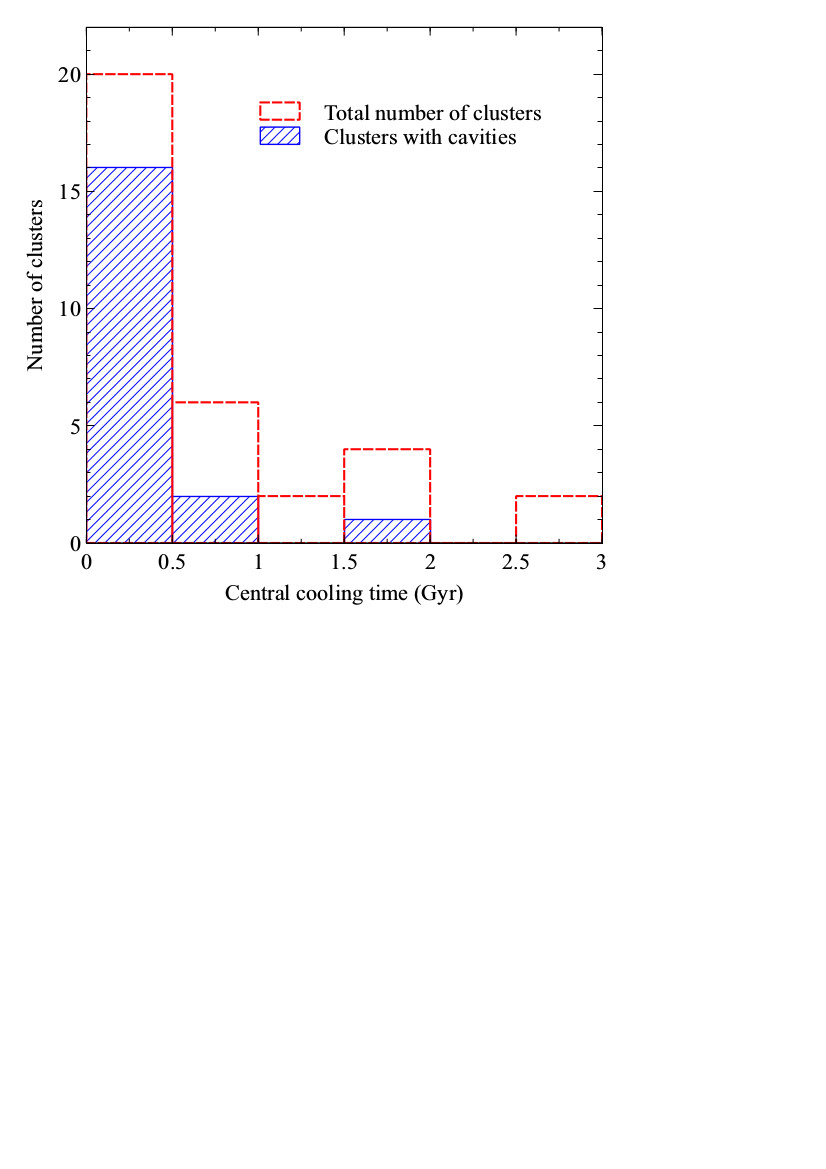 20
15
10
5
0
Number of clusters
Total number of clusters
Clusters with cavities
0 0.5 1 1.5 2 2.5 3
Central cooling time (Gyr)